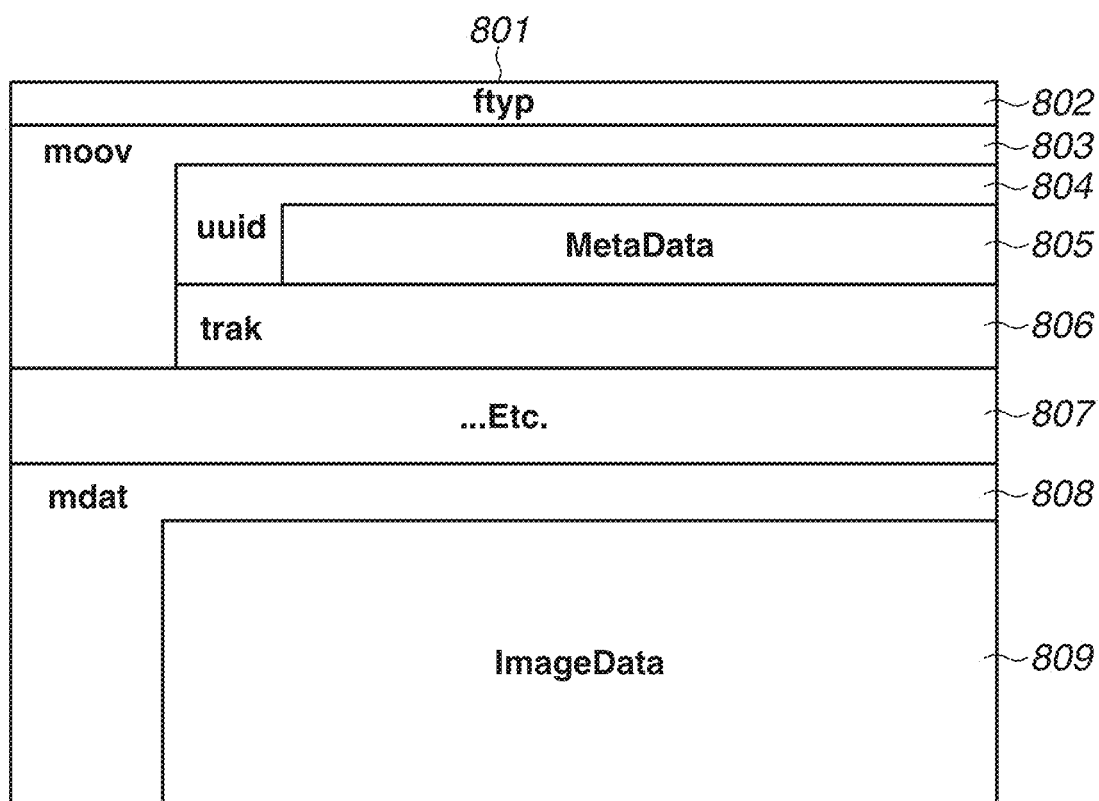 801
ftyp 802
moov 803
804
uuid MetaData 805
trak 806
...Etc. 807
mdat 808
ImageData 809